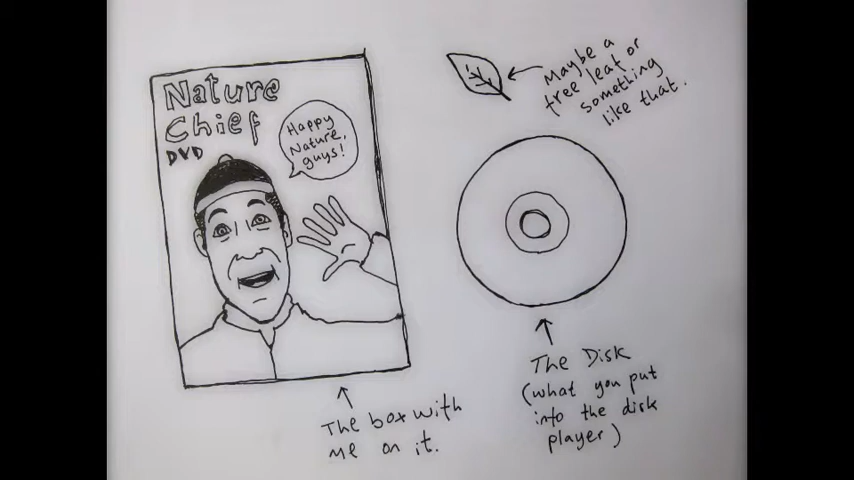 Nature
Chief
DVD
Happy
Nature,
guys!
Maybe a
tree leaf or
something
like that.
The box with
me on it.
The Disk
(what you put
into the disk
player)